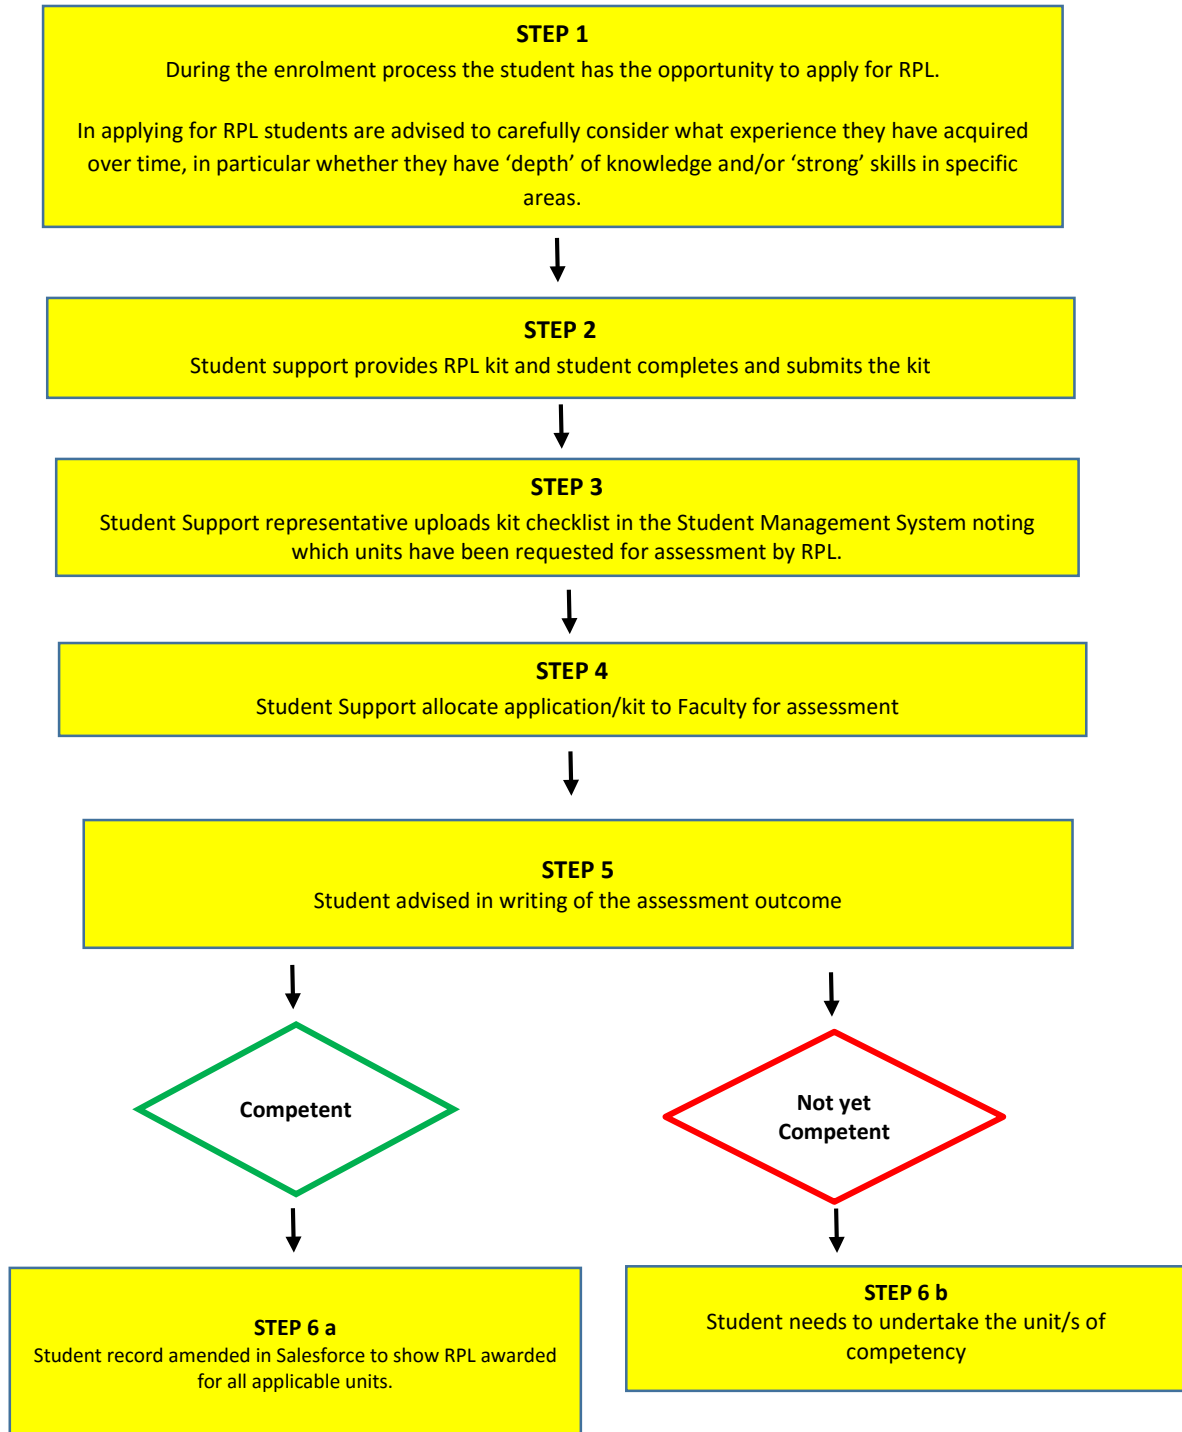 STEP 1
During the enrolment process the student has the opportunity to apply for RPL.
In applying for RPL students are advised to carefully consider what experience they have acquired
over time, in particular whether they have ‘depth’ of knowledge and/or ‘strong’ skills in specific
areas.
STEP 2
Student support provides RPL kit and student completes and submits the kit
STEP 3
Student Support representative uploads kit checklist in the Student Management System noting
which units have been requested for assessment by RPL.
STEP 4
Student Support allocate application/kit to Faculty for assessment
STEP 5
Student advised in writing of the assessment outcome
Competent
Not yet
Competent
STEP 6 a
Student record amended in Salesforce to show RPL awarded
for all applicable units.
STEP 6 b
Student needs to undertake the unit/s of
competency